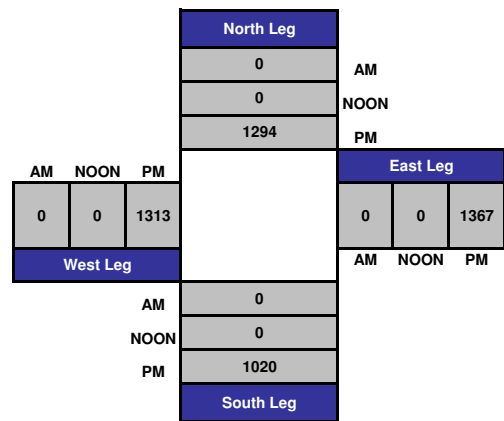 North Leg
0 AM
0 NOON
1294 PM
AM NOON PM East Leg
0 0 1313 0 0 1367
West Leg AM NOON PM
AM 0
NOON 0
PM 1020
South Leg